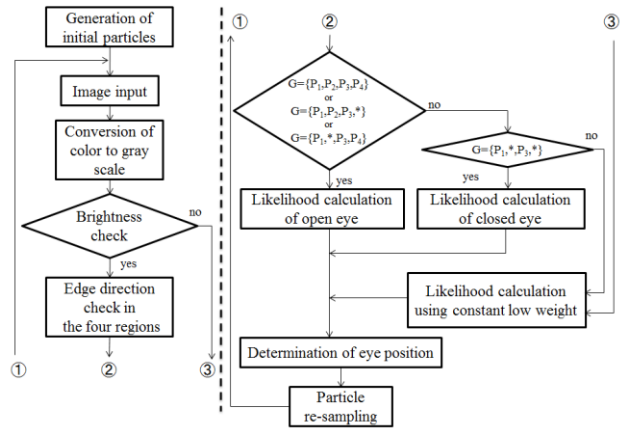 Generation of
initial particles
Image input
Conversion of
color to gray
scale
Brightness
check
no
yes
Edge direction
check in
the four regions
①
②
③
①
②
③
G={P₁,P₂,P₃,P₄}
or
G={P₁,P₂,P₃,*}
or
G={P₁,*,P₃,P₄}
no
G={P₁,*,P₃,*}
no
yes
yes
Likelihood calculation
of open eye
Likelihood calculation
of closed eye
Likelihood calculation
using constant low weight
Determination of eye position
Particle
re-sampling